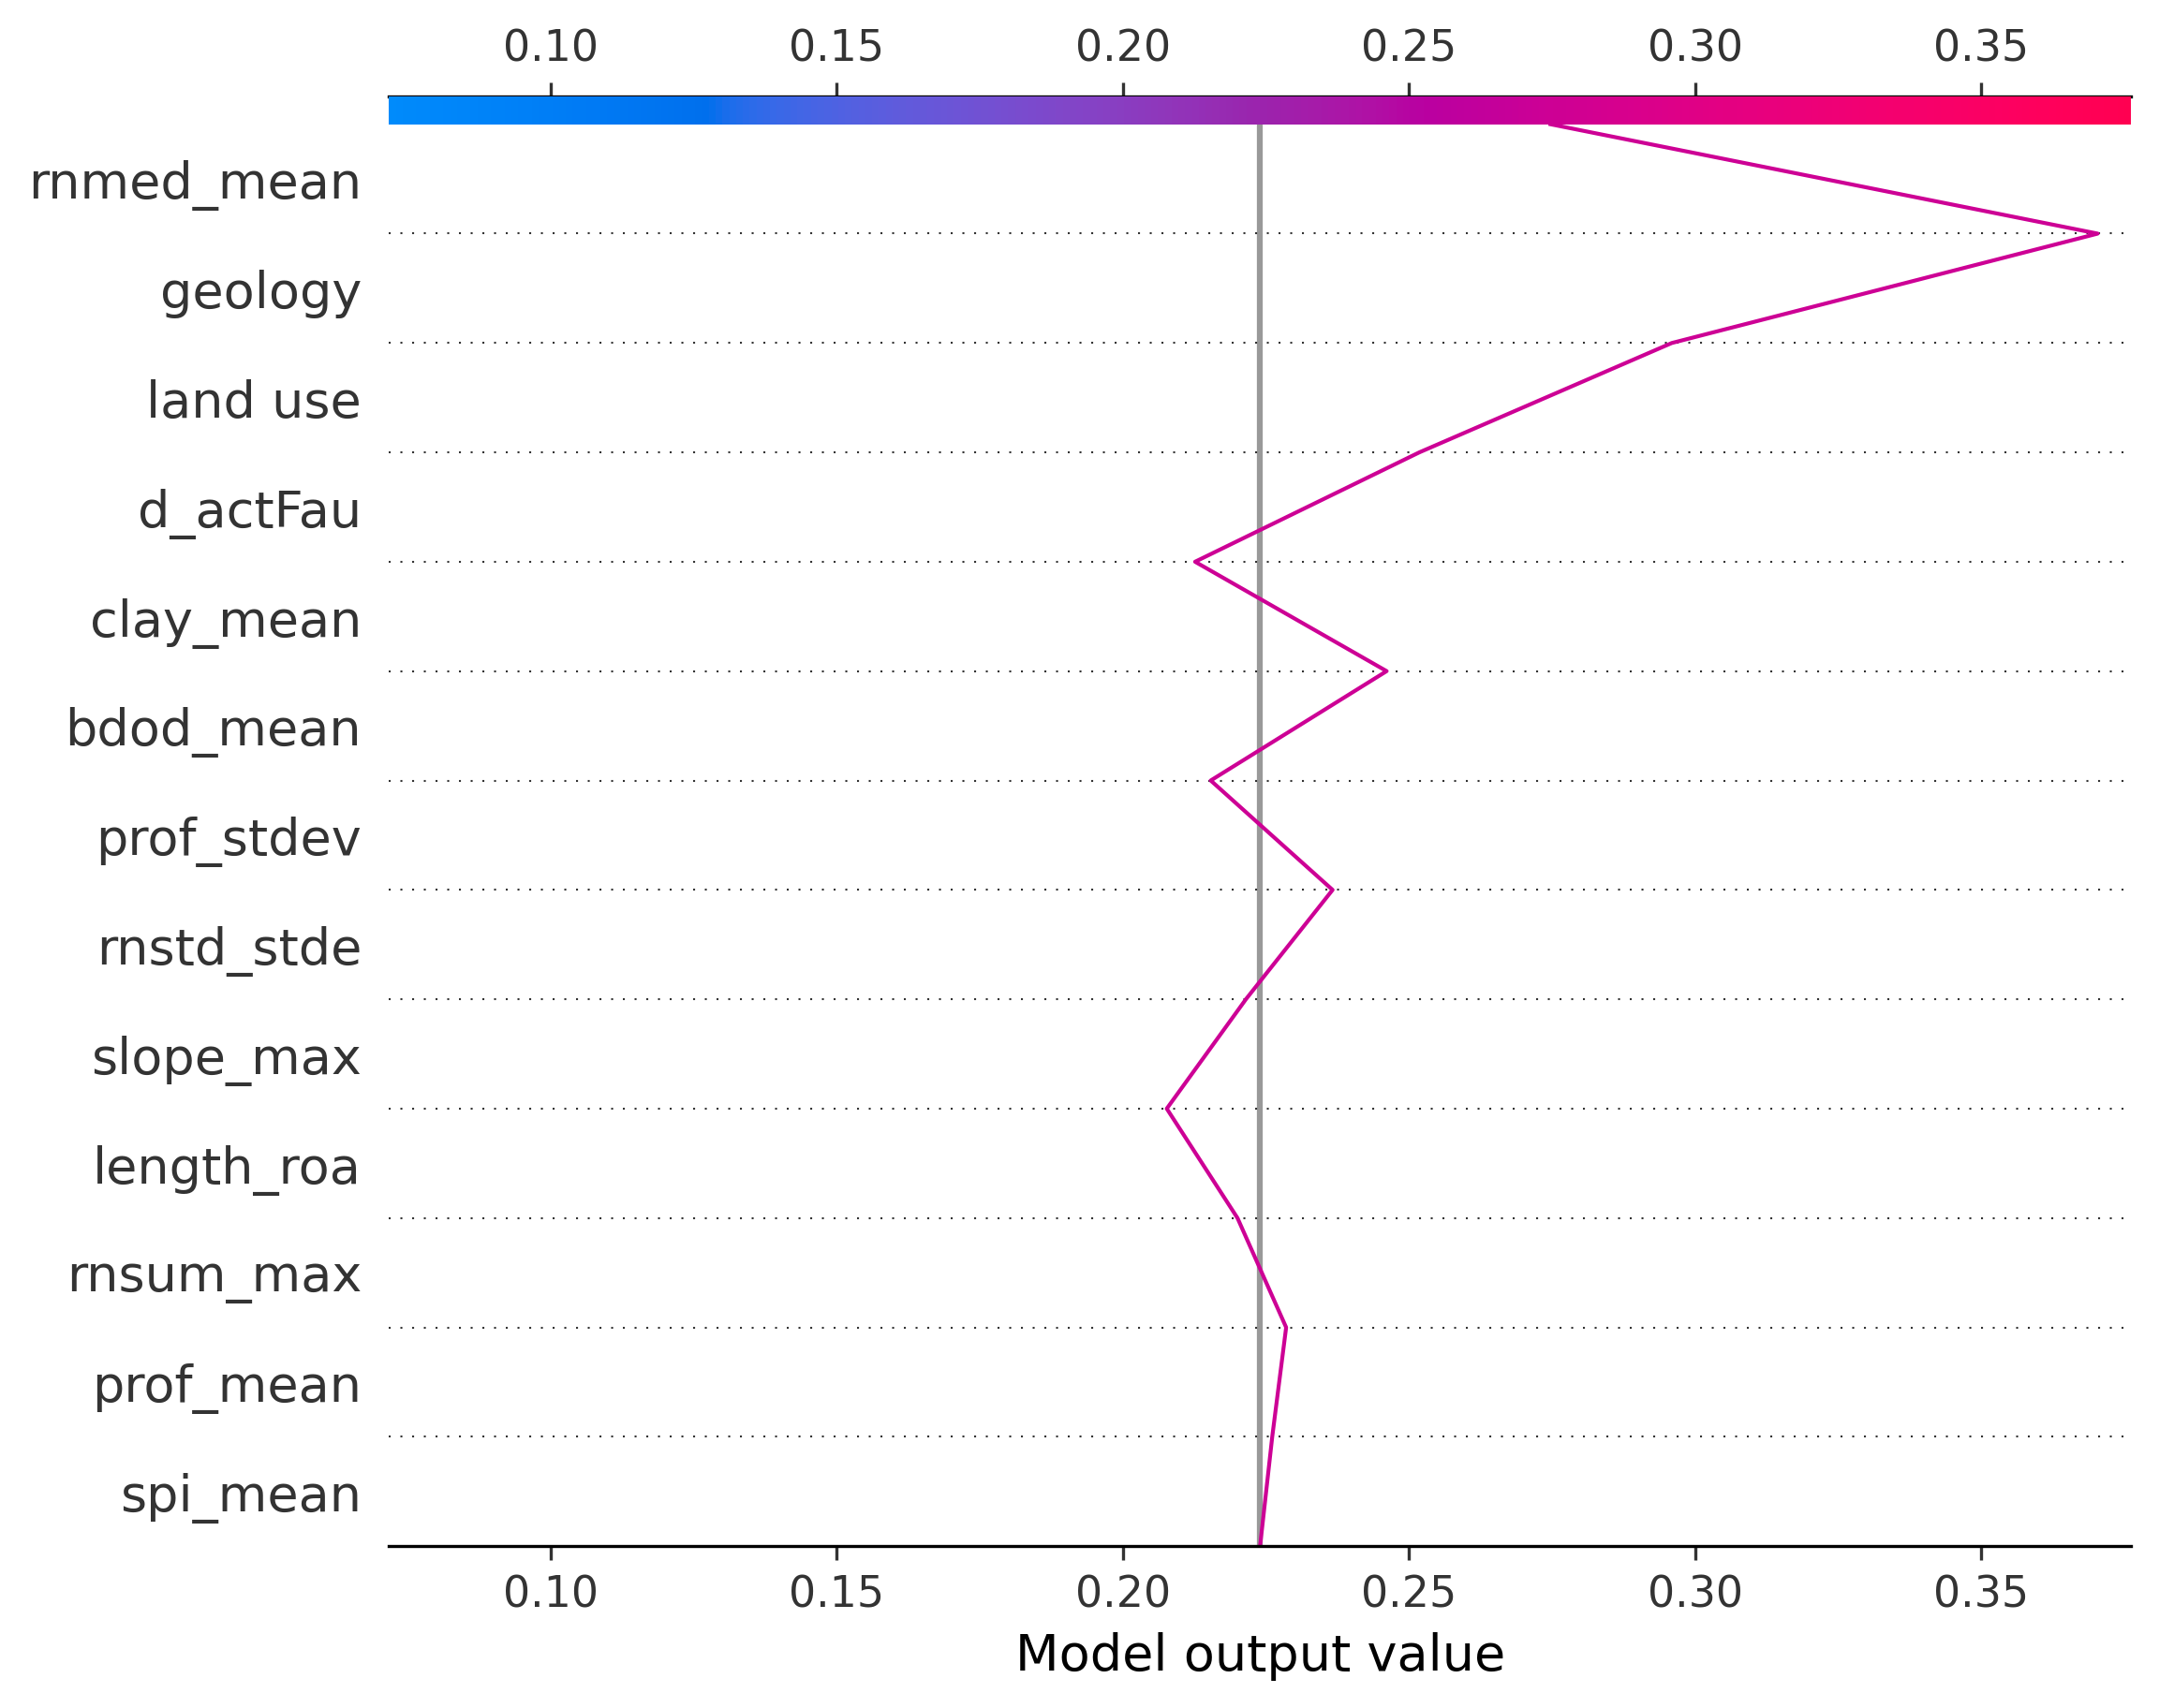 0.10 0.15 0.20 0.25 0.30 0.35
rnmed_mean
geology
land use
d_actFau
clay_mean
bdod_mean
prof_stdev
rnstd_stde
slope_max
length_roa
rnsum_max
prof_mean
spi_mean
0.10 0.15 0.20 0.25 0.30 0.35
Model output value